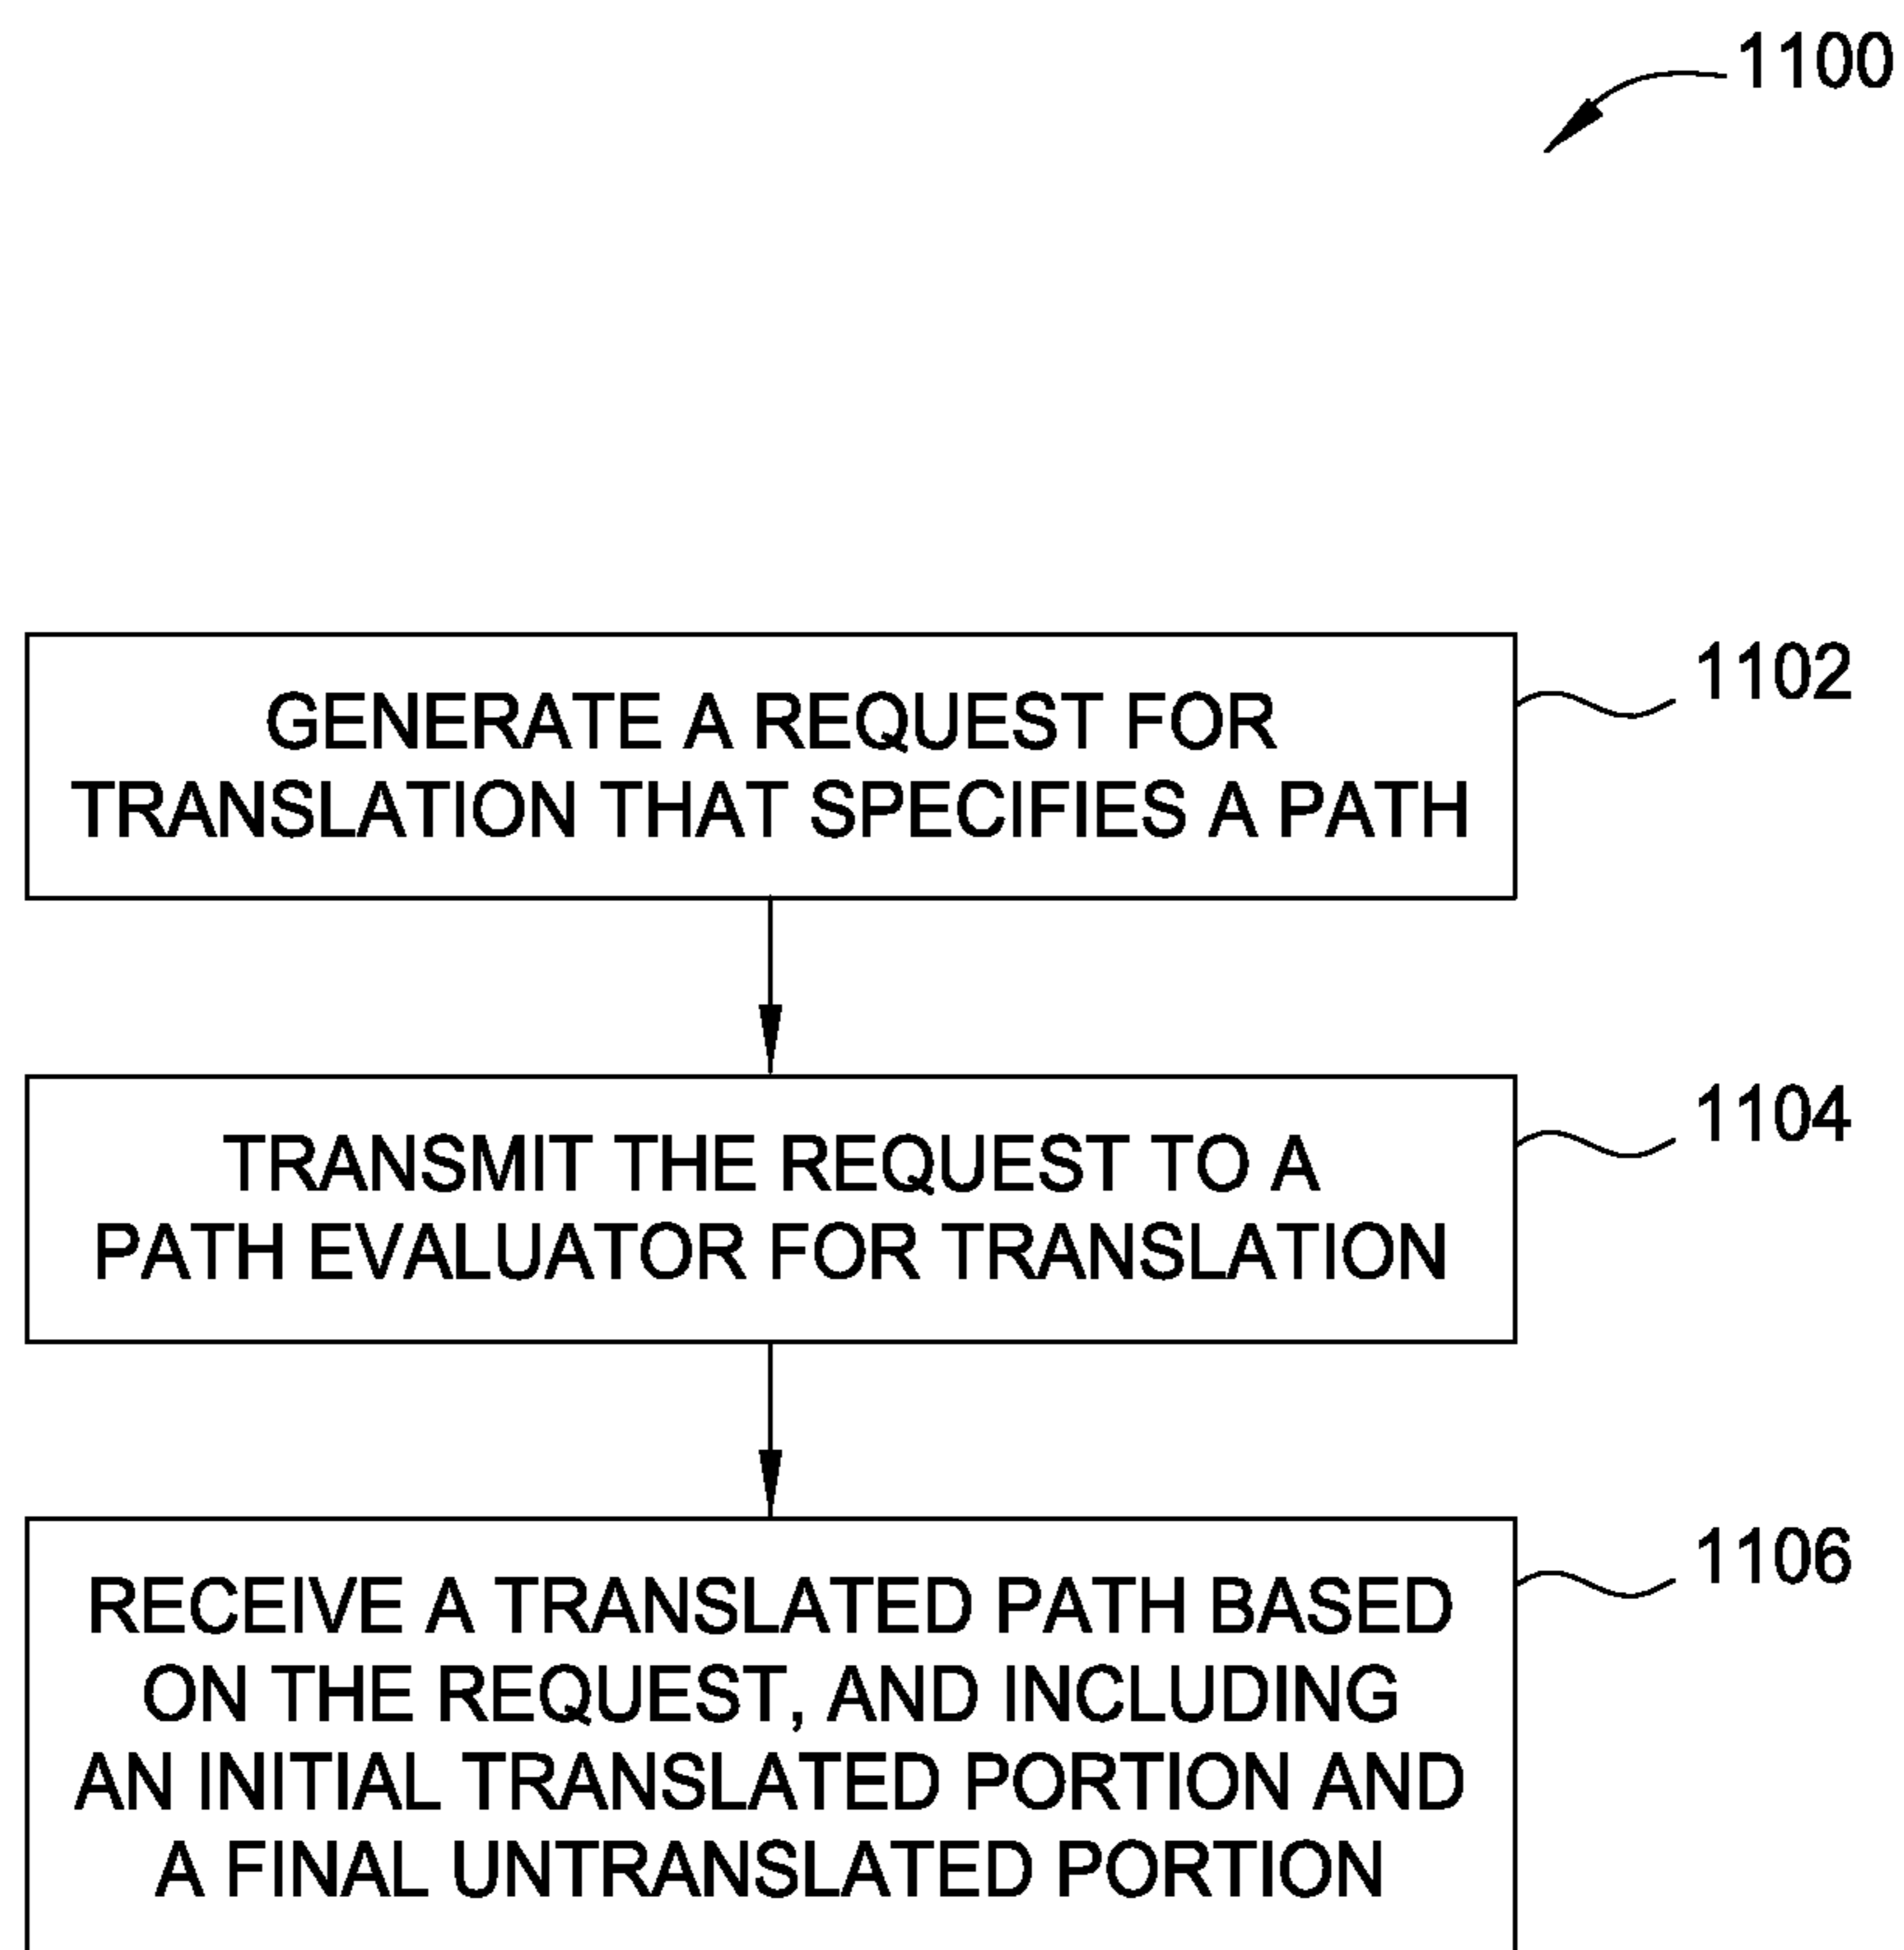 1100
GENERATE A REQUEST FOR
TRANSLATION THAT SPECIFIES A PATH
1102
TRANSMIT THE REQUEST TO A
PATH EVALUATOR FOR TRANSLATION
1104
RECEIVE A TRANSLATED PATH BASED
ON THE REQUEST, AND INCLUDING
AN INITIAL TRANSLATED PORTION AND
A FINAL UNTRANSLATED PORTION
1106